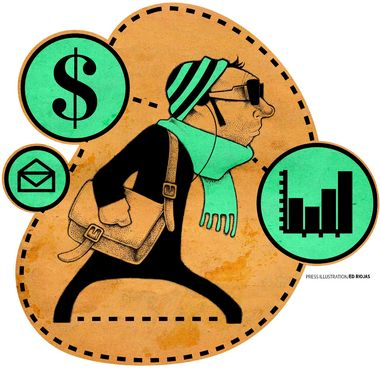 $
PRESS ILLUSTRATION/ED RIOJAS